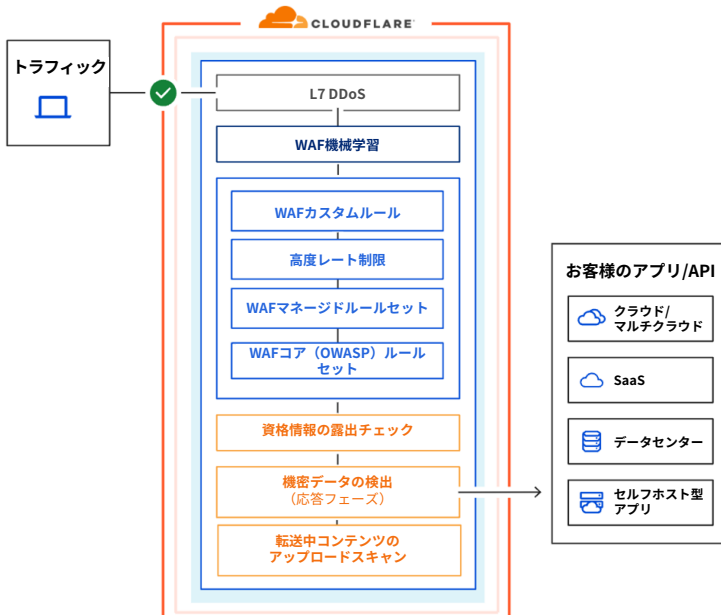 CLOUDFLARE
トラフィック
L7 DDoS
WAF機械学習
WAFカスタムルール
高度レート制限
WAFマネージドルールセット
WAFコア（OWASP）ルール
セット
資格情報の露出チェック
機密データの検出
（応答フェーズ）
転送中コンテンツの
アップロードスキャン
お客様のアプリ/API
クラウド/
マルチクラウド
SaaS
データセンター
セルフホスト型
アプリ